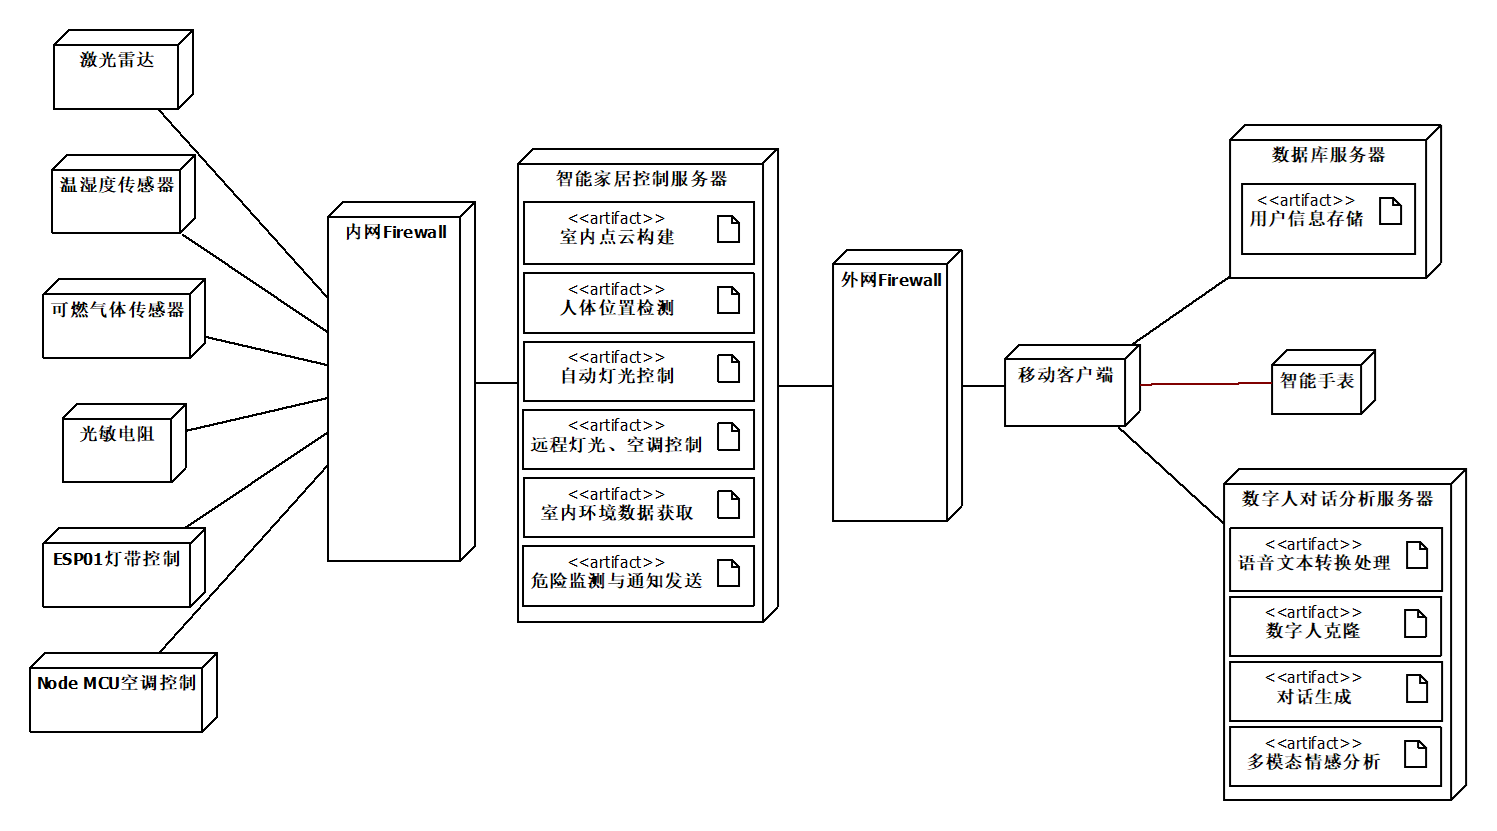 激光雷达
温湿度传感器
可燃气体传感器
光敏电阻
ESP01灯带控制
Node MCU空调控制
内网Firewall
智能家居控制服务器
<<artifact>>
室内点云构建
<<artifact>>
人体位置检测
<<artifact>>
自动灯光控制
<<artifact>>
远程灯光、空调控制
<<artifact>>
室内环境数据获取
<<artifact>>
危险监测与通知发送
外网Firewall
移动客户端
数据库服务器
<<artifact>>
用户信息存储
智能手表
数字人对话分析服务器
<<artifact>>
语音文本转换处理
<<artifact>>
数字人克隆
<<artifact>>
对话生成
<<artifact>>
多模态情感分析